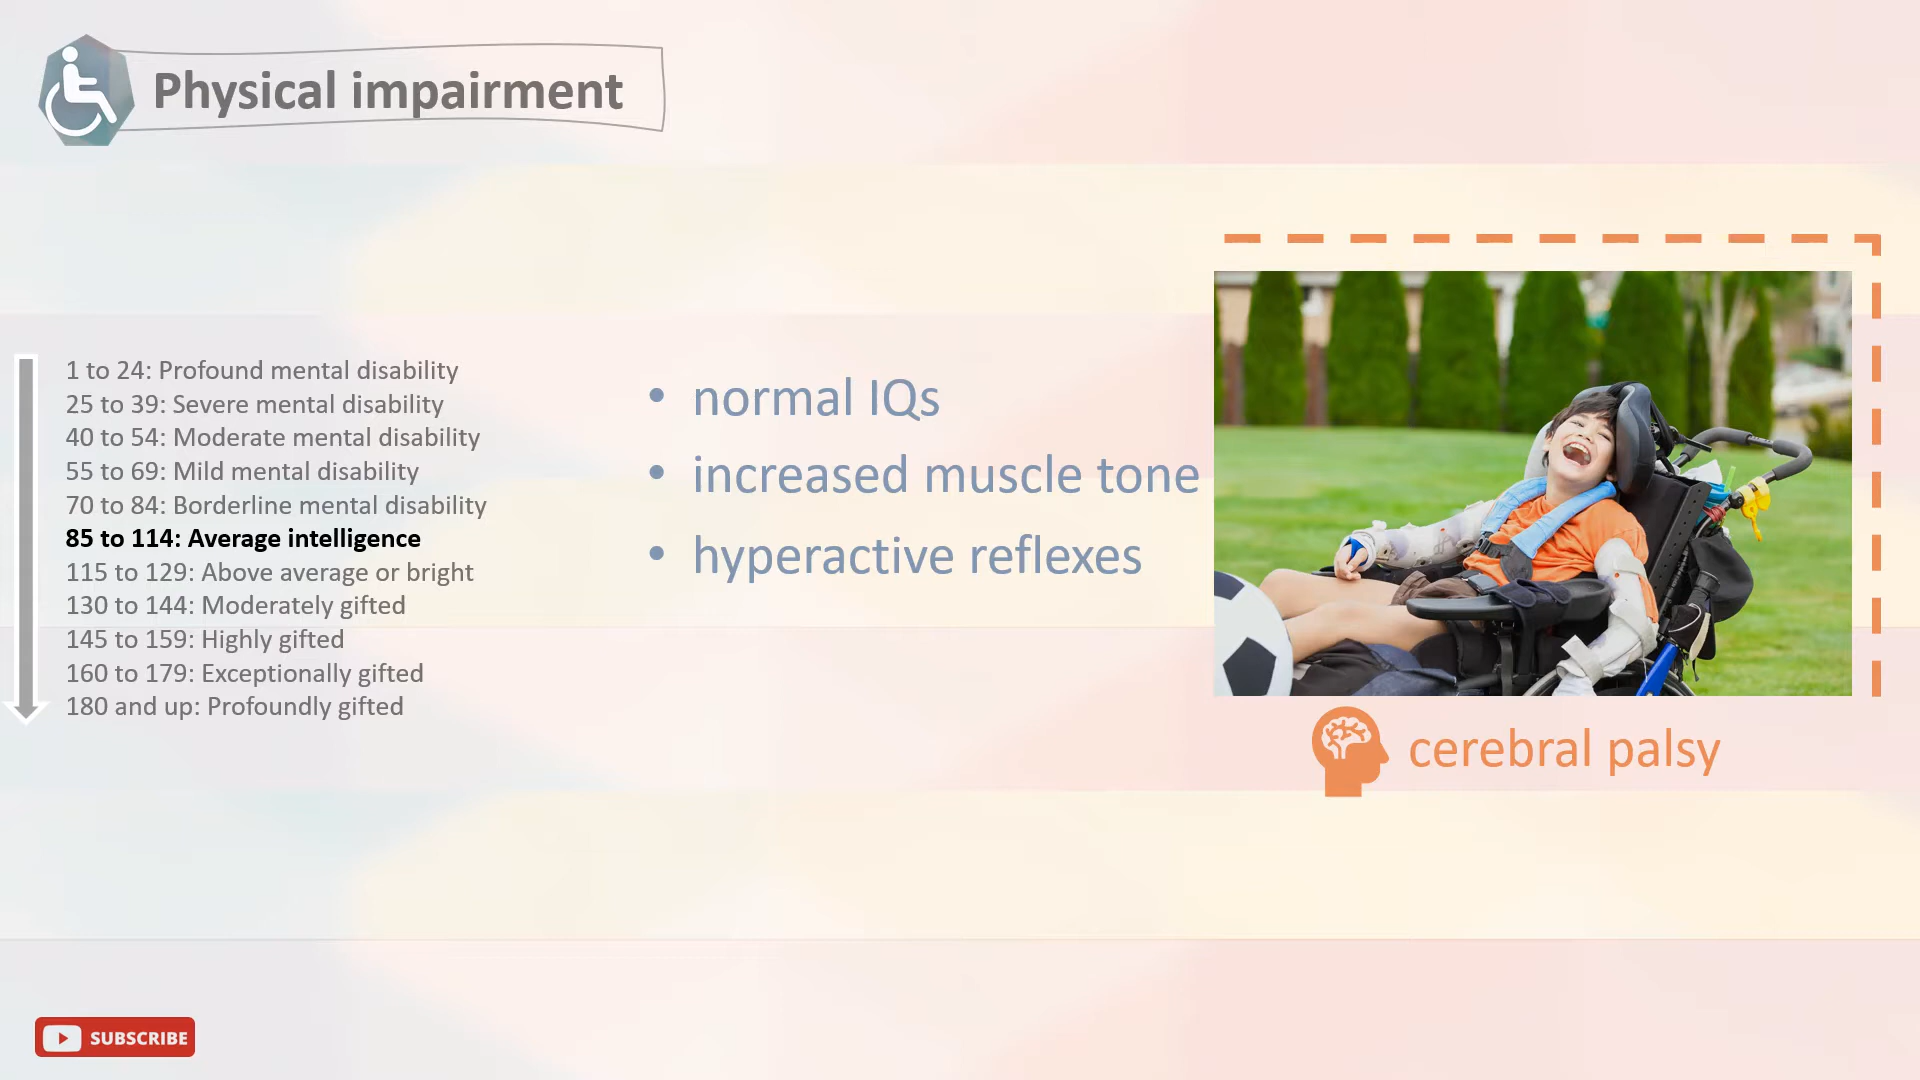 Physical impairment
1 to 24: Profound mental disability
25 to 39: Severe mental disability
40 to 54: Moderate mental disability
55 to 69: Mild mental disability
70 to 84: Borderline mental disability
85 to 114: Average intelligence
115 to 129: Above average or bright
130 to 144: Moderately gifted
145 to 159: Highly gifted
160 to 179: Exceptionally gifted
180 and up: Profoundly gifted
• normal IQs
• increased muscle tone
• hyperactive reflexes
cerebral palsy
SUBSCRIBE